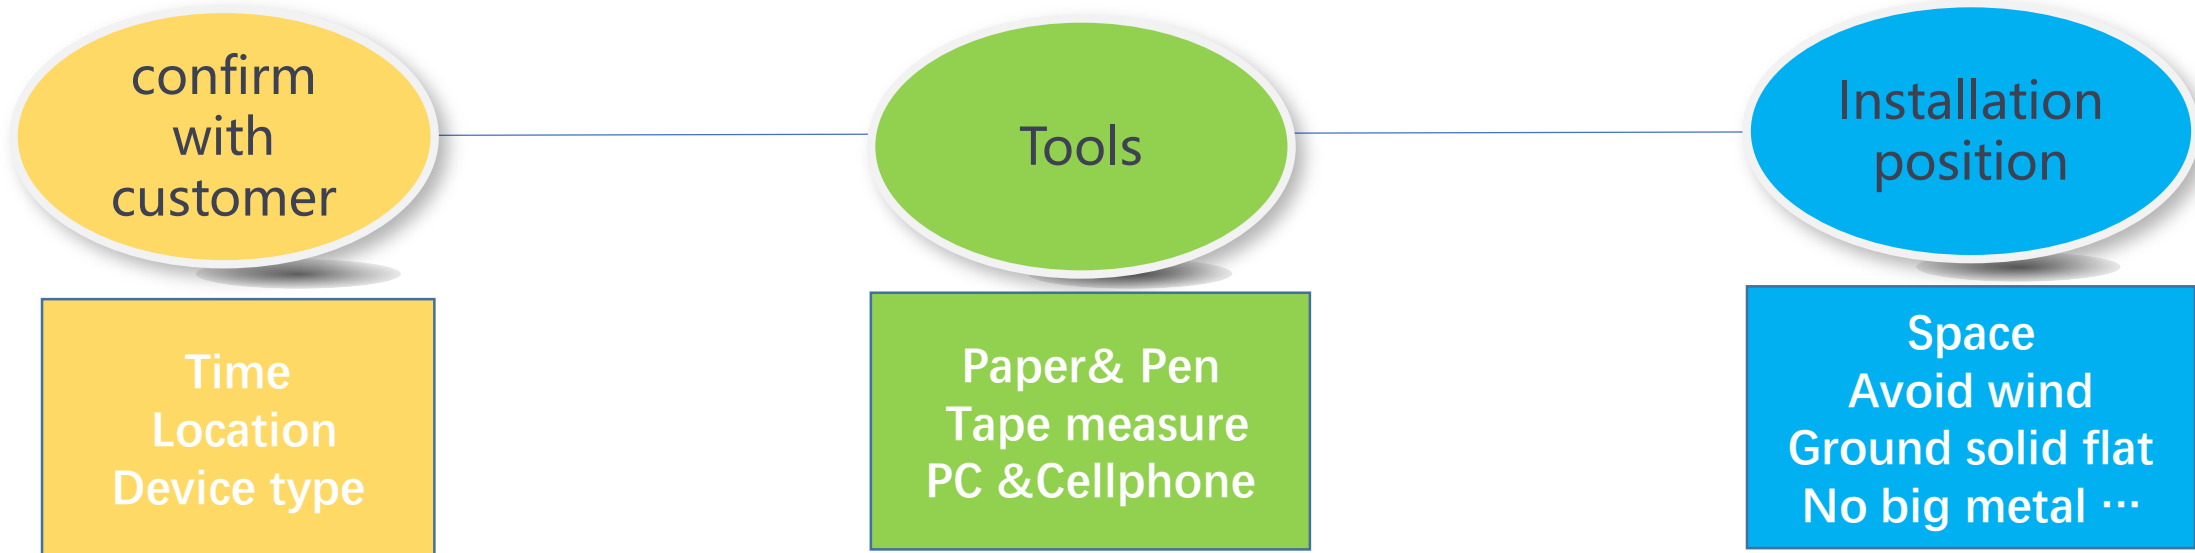 confirm
with
customer
Time
Location
Device type
Tools
Paper& Pen
Tape measure
PC &Cellphone
Installation
position
Space
Avoid wind
Ground solid flat
No big metal ···